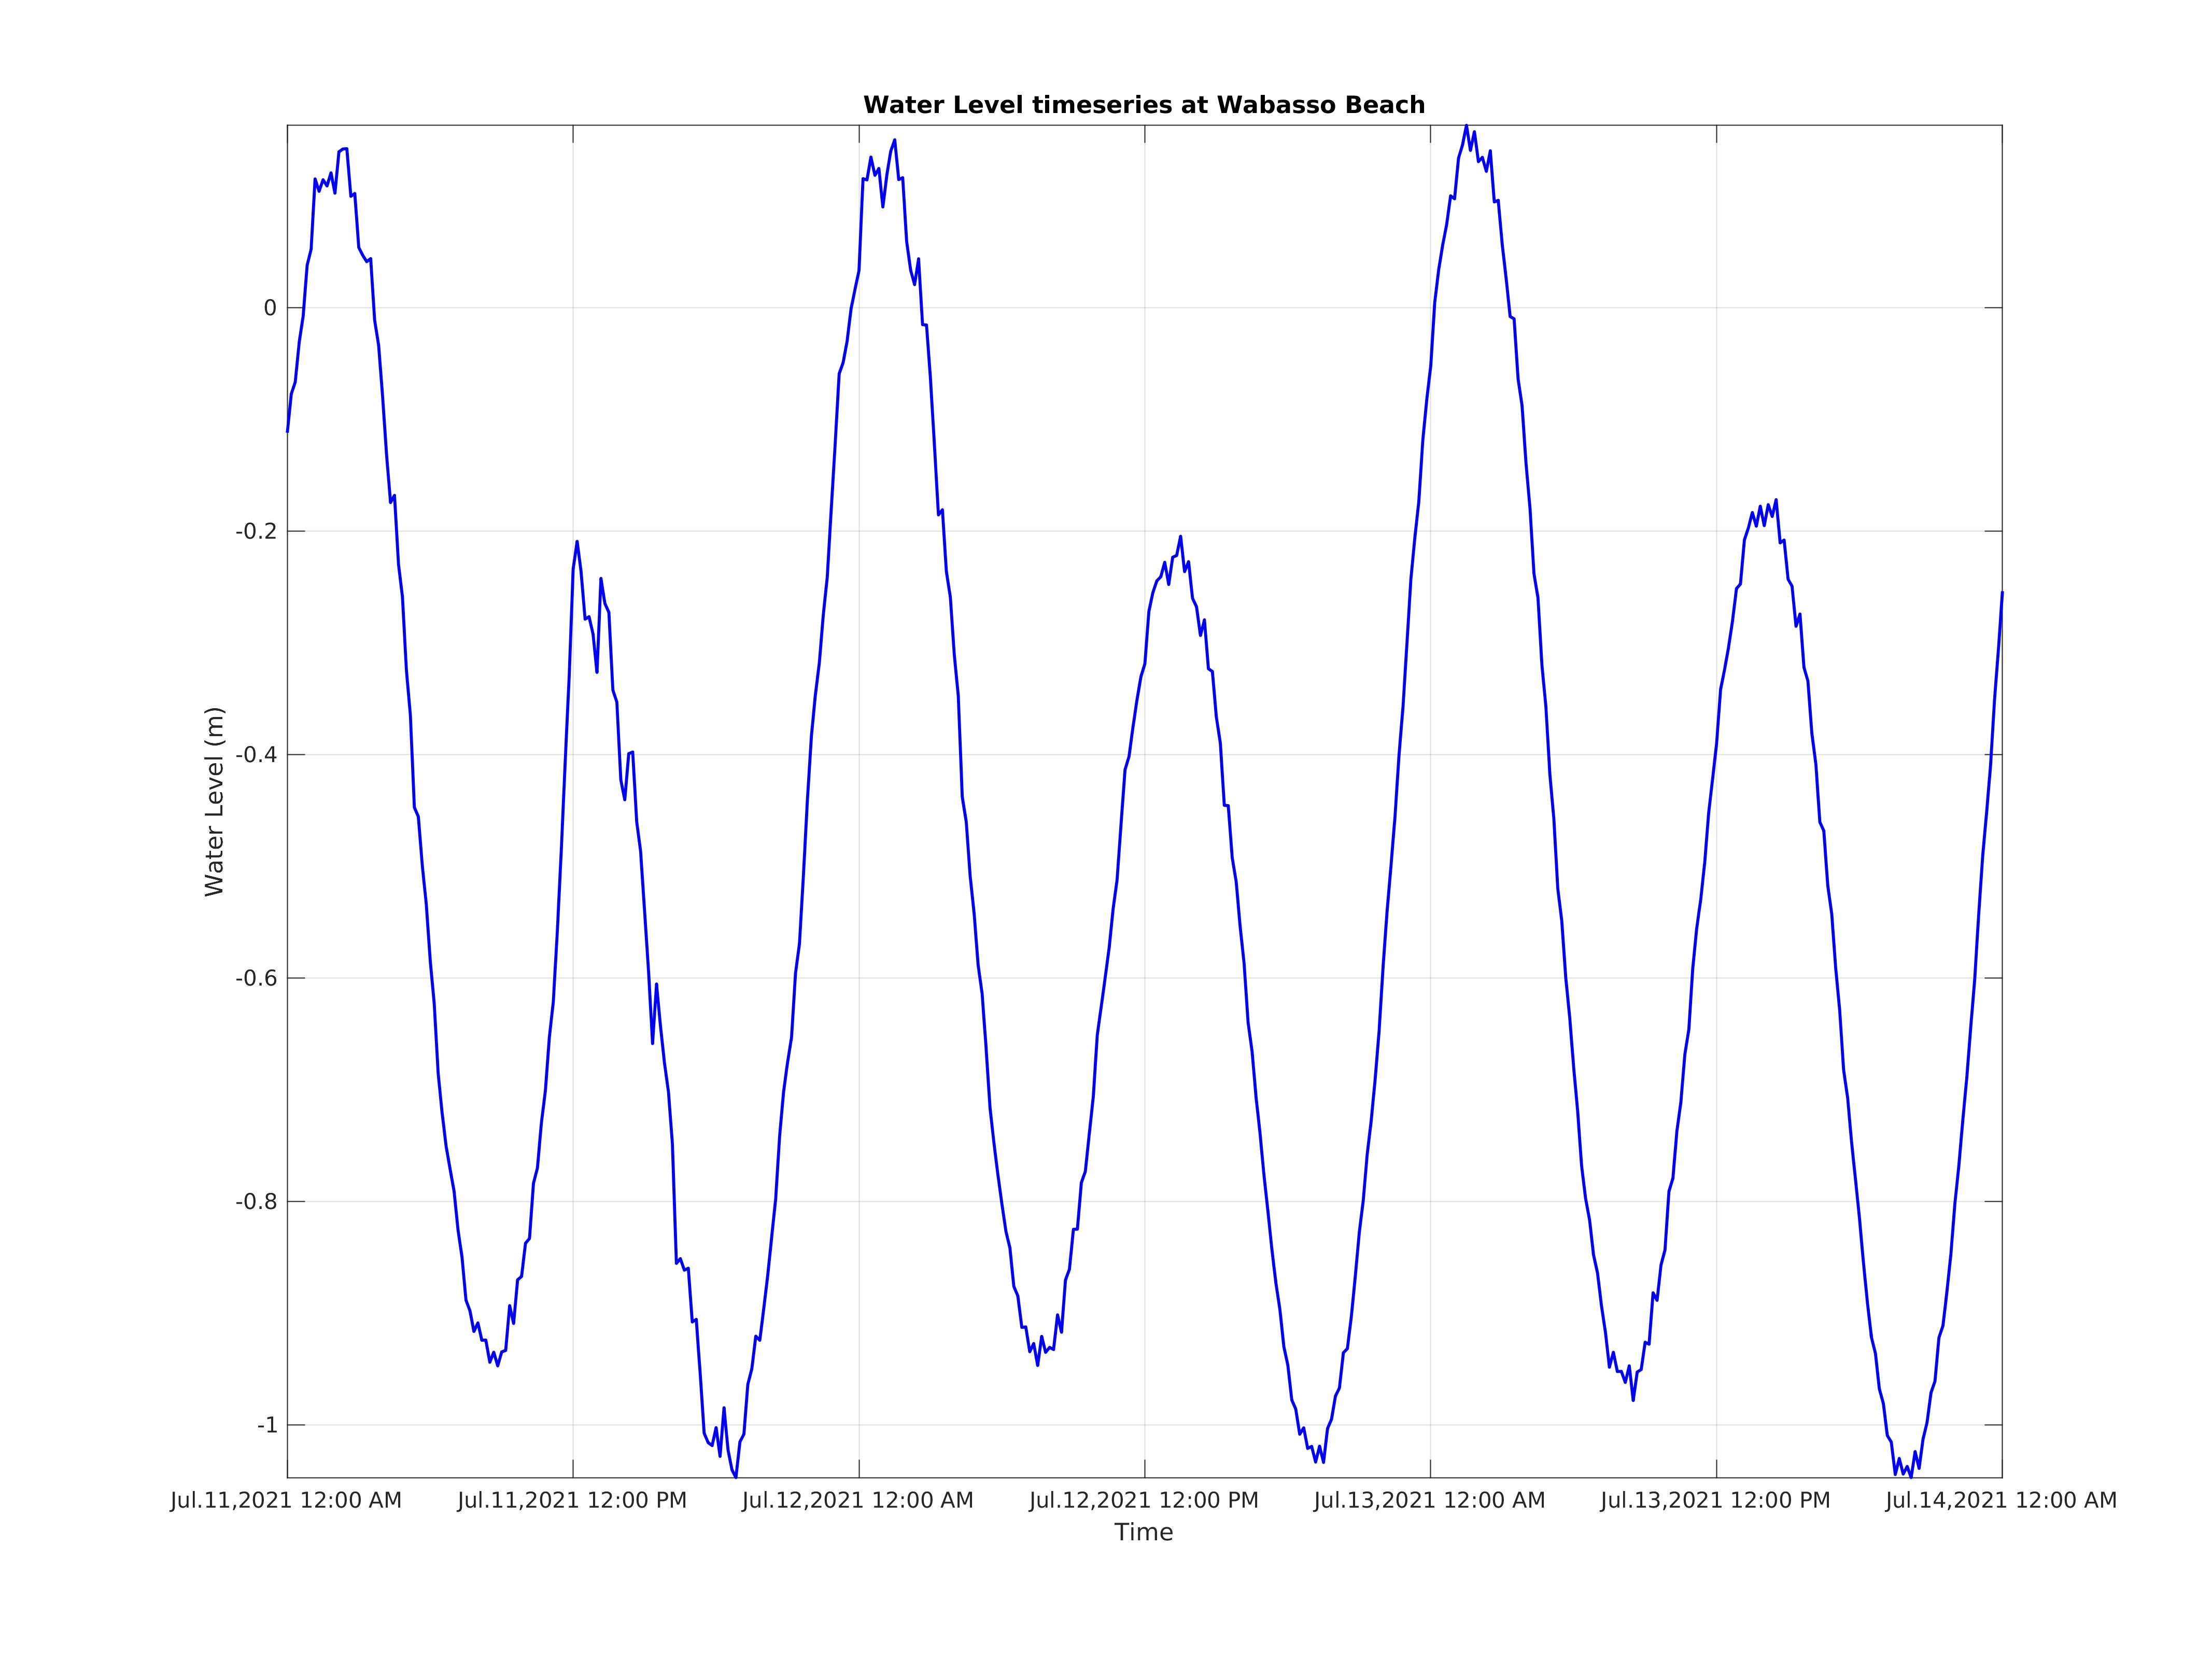 Water Level timeseries at Wabasso Beach
0
-0.2
-0.4
-0.6
-0.8
-1
Water Level (m)
Jul.11,2021 12:00 AM
Jul.11,2021 12:00 PM
Jul.12,2021 12:00 AM
Jul.12,2021 12:00 PM
Jul.13,2021 12:00 AM
Jul.13,2021 12:00 PM
Jul.14,2021 12:00 AM
Time